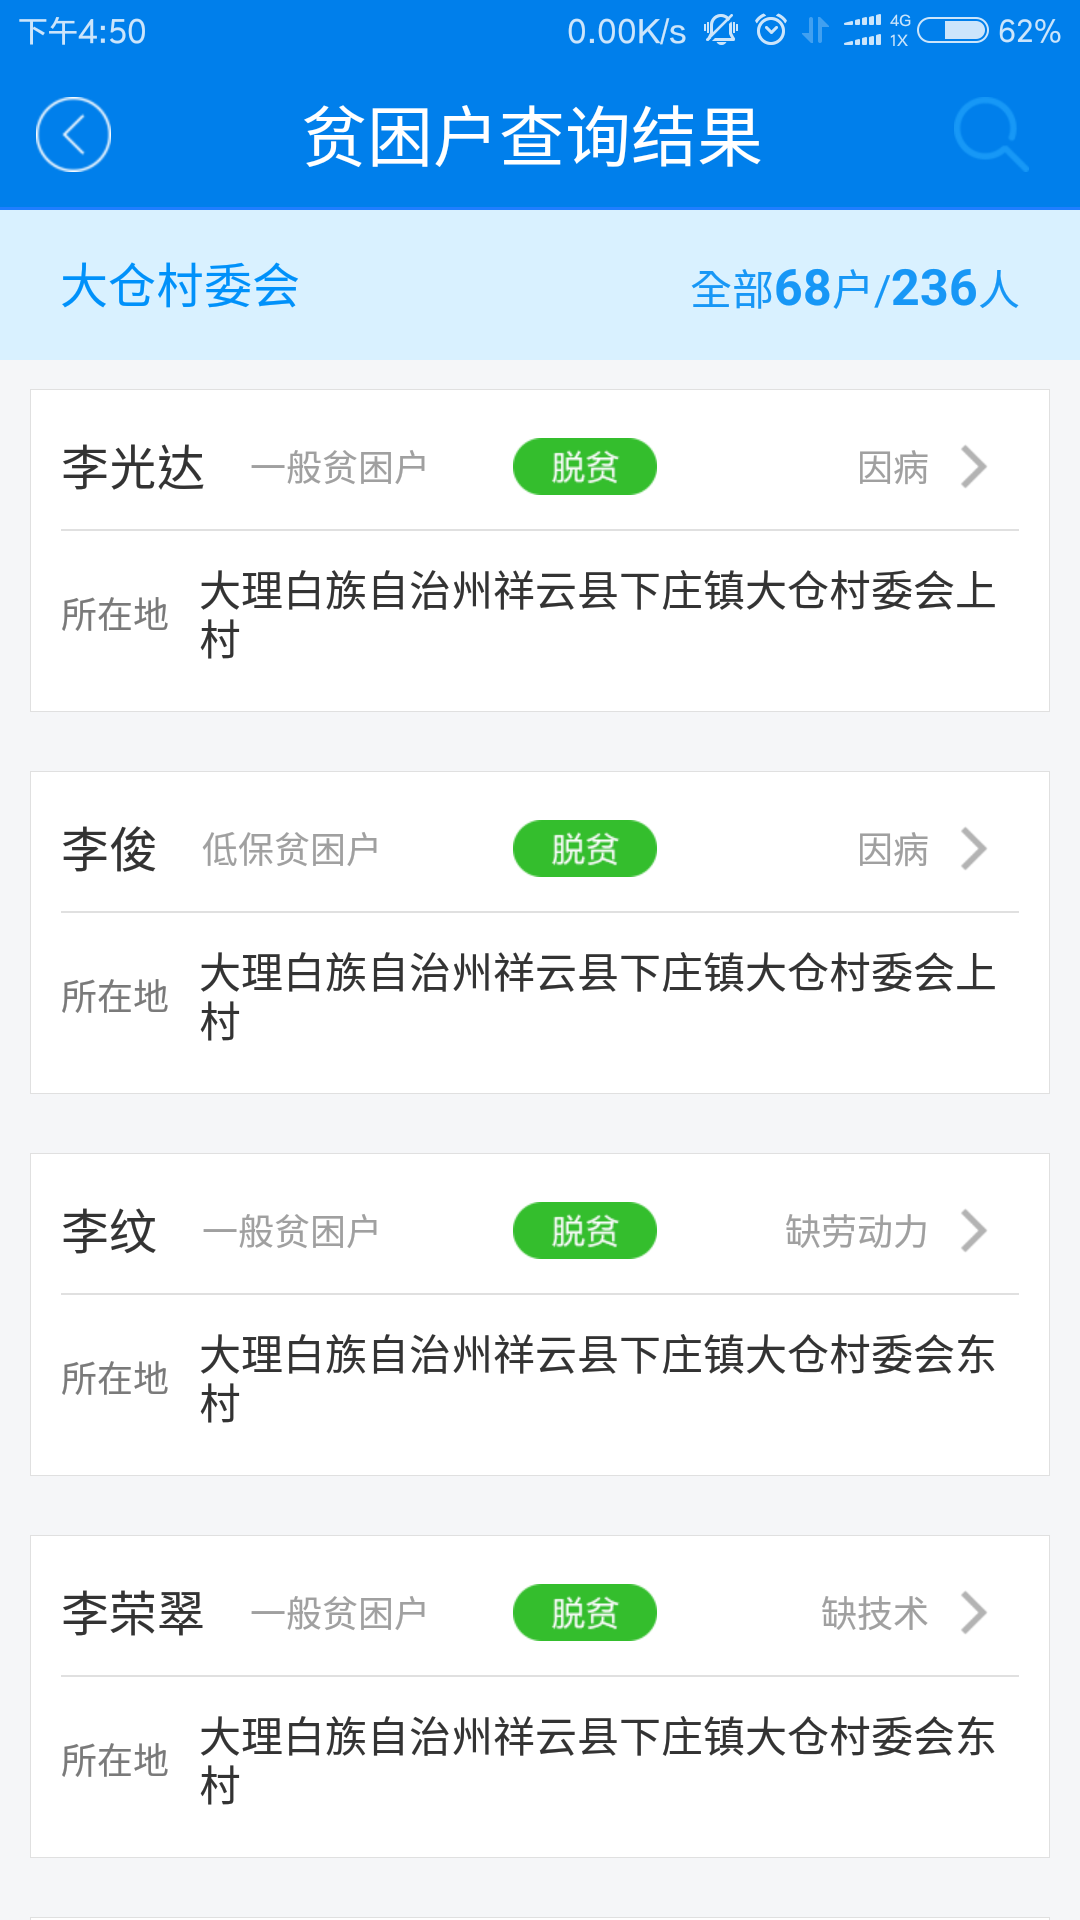 下午4:50 0.00K/s 4G 1X 62%
贫困户查询结果
大仓村委会 全部68户/236人
李光达 一般贫困户 脱贫 因病
所在地 大理白族自治州祥云县下庄镇大仓村委会上
村
李俊 低保贫困户 脱贫 因病
所在地 大理白族自治州祥云县下庄镇大仓村委会上
村
李纹 一般贫困户 脱贫 缺劳动力
所在地 大理白族自治州祥云县下庄镇大仓村委会东
村
李荣翠 一般贫困户 脱贫 缺技术
所在地 大理白族自治州祥云县下庄镇大仓村委会东
村